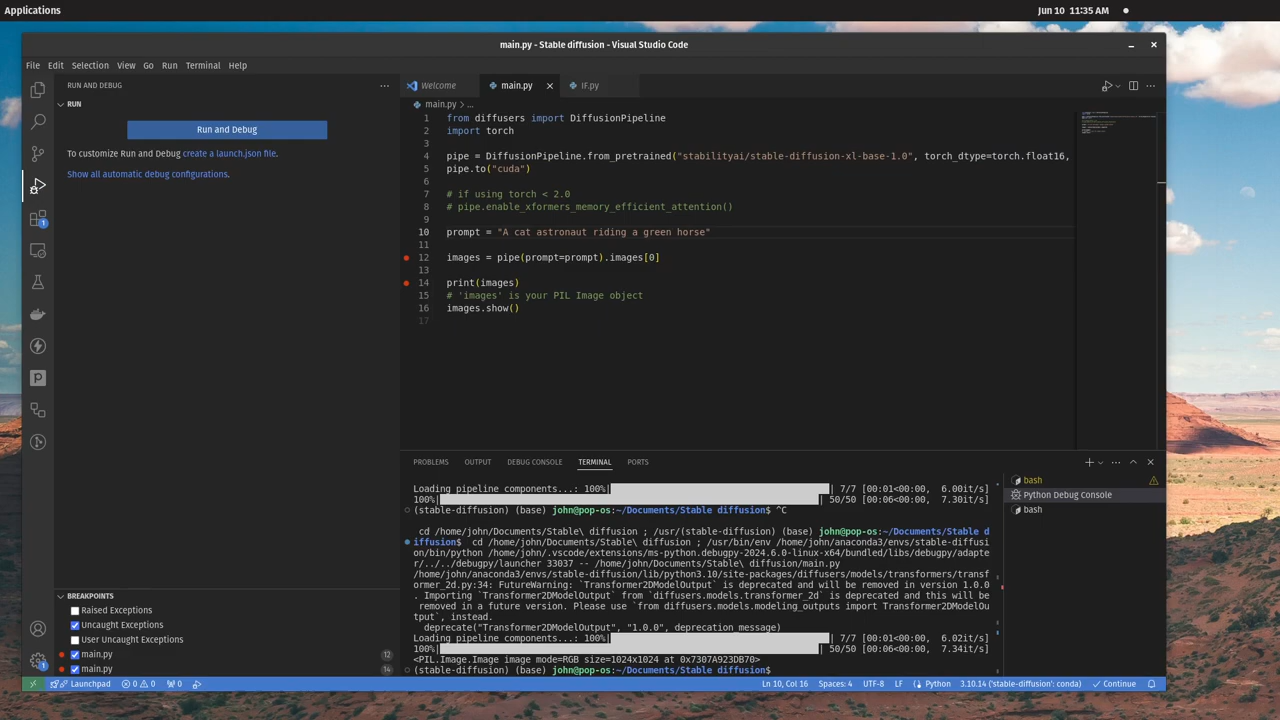 Applications
Jun 10 11:35 AM
main.py - Stable diffusion - Visual Studio Code
File Edit Selection View Go Run Terminal Help
RUN AND DEBUG
Welcome
main.py
IF.py
RUN
main.py > ...
Run and Debug
To customize Run and Debug create a launch.json file.
Show all automatic debug configurations.
1 from diffusers import DiffusionPipeline
2 import torch
3
4 pipe = DiffusionPipeline.from_pretrained("stabilityai/stable-diffusion-xl-base-1.0", torch_dtype=torch.float16,
5 pipe.to("cuda")
6
7 # if using torch < 2.0
8 # pipe.enable_xformers_memory_efficient_attention()
9
10 prompt = "A cat astronaut riding a green horse"
11
12 images = pipe(prompt=prompt).images[0]
13
14 print(images)
15 # 'images' is your PIL Image object
16 images.show()
17
PROBLEMS OUTPUT DEBUG CONSOLE TERMINAL PORTS
Loading pipeline components...: 100%| | 7/7 [00:01<00:00, 6.00it/s]
100%| | 50/50 [00:06<00:00, 7.30it/s]
(stable-diffusion) (base) john@pop-os:~/Documents/Stable diffusion$ ^C
cd /home/john/Documents/Stable\ diffusion ; /usr/(stable-diffusion) (base) john@pop-os:~/Documents/Stable d
iffusion$ cd /home/john/Documents/Stable\ diffusion ; /usr/bin/env /home/john/anaconda3/envs/stable-diffusi
on/bin/python /home/john/.vscode/extensions/ms-python.debugpy-2024.6.0-linux-x64/bundled/libs/debugpy/adapte
r/../../debugpy/launcher 33037 -- /home/john/Documents/Stable\ diffusion/main.py
/home/john/anaconda3/envs/stable-diffusion/lib/python3.10/site-packages/diffusers/models/transformers/transf
ormer_2d.py:34: FutureWarning: `Transformer2DModelOutput` is deprecated and will be removed in version 1.0.0
. Importing `Transformer2DModelOutput` from `diffusers.models.transformer_2d` is deprecated and this will be
removed in a future version. Please use `from diffusers.models.modeling_outputs import Transformer2DModelOu
tput`, instead.
deprecate("Transformer2DModelOutput", "1.0.0", deprecation_message)
Loading pipeline components...: 100%| | 7/7 [00:01<00:00, 6.02it/s]
100%| | 50/50 [00:06<00:00, 7.34it/s]
<PIL.Image.Image image mode=RGB size=1024x1024 at 0x7307A923DB70>
(stable-diffusion) (base) john@pop-os:~/Documents/Stable diffusion$
bash
Python Debug Console
bash
BREAKPOINTS
Raised Exceptions
Uncaught Exceptions
User Uncaught Exceptions
main.py 12
main.py 14
1
1
Launchpad 0 0 0
Ln 10, Col 16 Spaces: 4 UTF-8 LF Python 3.10.14 ('stable-diffusion': conda) Continue